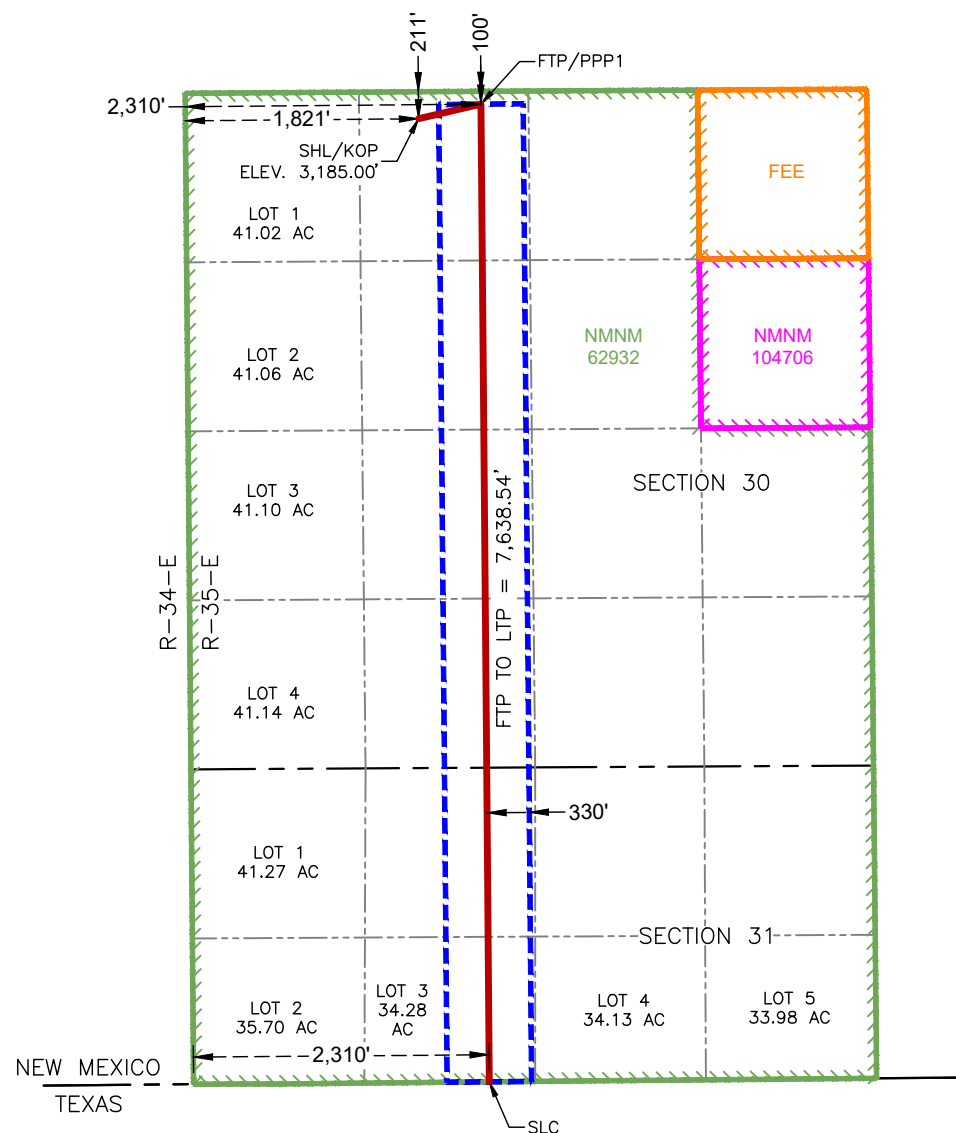 211'
100'
FTP/PPP1
2,310'
1,821'
SHL/KOP
ELEV. 3,185.00'
FEE
LOT 1
41.02 AC
LOT 2
41.06 AC
NMNM
62932
NMNM
104706
LOT 3
41.10 AC
SECTION 30
FTP TO LTP = 7,638.54'
R-34-E
R-35-E
LOT 4
41.14 AC
330'
LOT 1
41.27 AC
SECTION 31
LOT 2
35.70 AC
LOT 3
34.28
AC
LOT 4
34.13 AC
LOT 5
33.98 AC
2,310'
NEW MEXICO
TEXAS
SLC